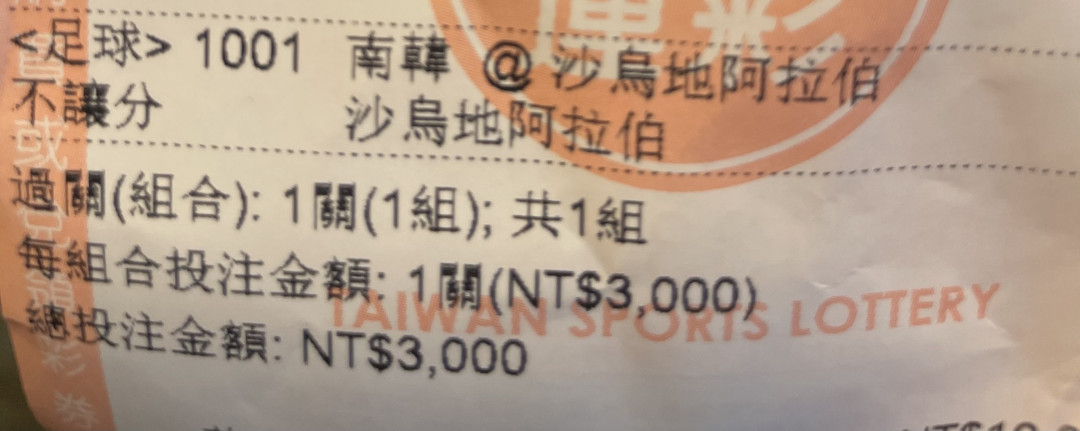 <足球> 1001 南韓 @ 沙烏地阿拉伯
不讓分 沙烏地阿拉伯
過關(組合): 1關(1組); 共1組
每組合投注金額: 1關(NT$3,000)
總投注金額: NT$3,000
TAIWAN SPORTS LOTTERY
運彩